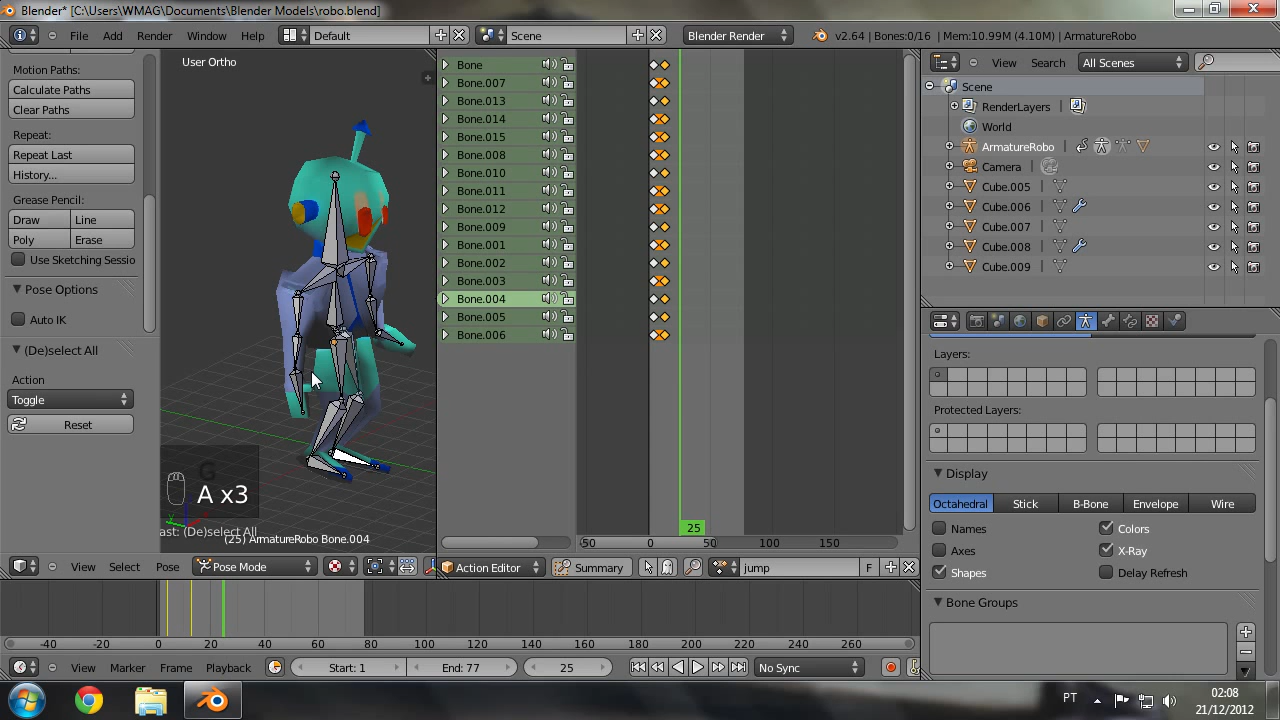 Blender* [C:\Users\WMAG\Documents\Blender Models\robo.blend]
File Add Render Window Help Default Scene Blender Render v2.64 | Bones:0/16 | Mem:10.99M (4.10M) | ArmatureRobo
Motion Paths:
Calculate Paths
Clear Paths
Repeat:
Repeat Last
History...
Grease Pencil:
Draw Line
Poly Erase
Use Sketching Sessio
Pose Options
Auto IK
(De)select All
Action
Toggle
Reset
User Ortho
G
A x3
ast: (De)select All
(25) ArmatureRobo Bone.004
View Select Pose Pose Mode
Bone
Bone.007
Bone.013
Bone.014
Bone.015
Bone.008
Bone.010
Bone.011
Bone.012
Bone.009
Bone.001
Bone.002
Bone.003
Bone.004
Bone.005
Bone.006
25
-50 0 50 100 150
Action Editor Summary jump F
View Search All Scenes
Scene
RenderLayers
World
ArmatureRobo
Camera
Cube.005
Cube.006
Cube.007
Cube.008
Cube.009
Layers:
Protected Layers:
Display
Octahedral Stick B-Bone Envelope Wire
Names Colors
Axes X-Ray
Shapes Delay Refresh
Bone Groups
-40 -20 0 20 40 60 80 100 120 140 160 180 200 220 240 260
View Marker Frame Playback Start: 1 End: 77 25 No Sync
PT 02:08
21/12/2012